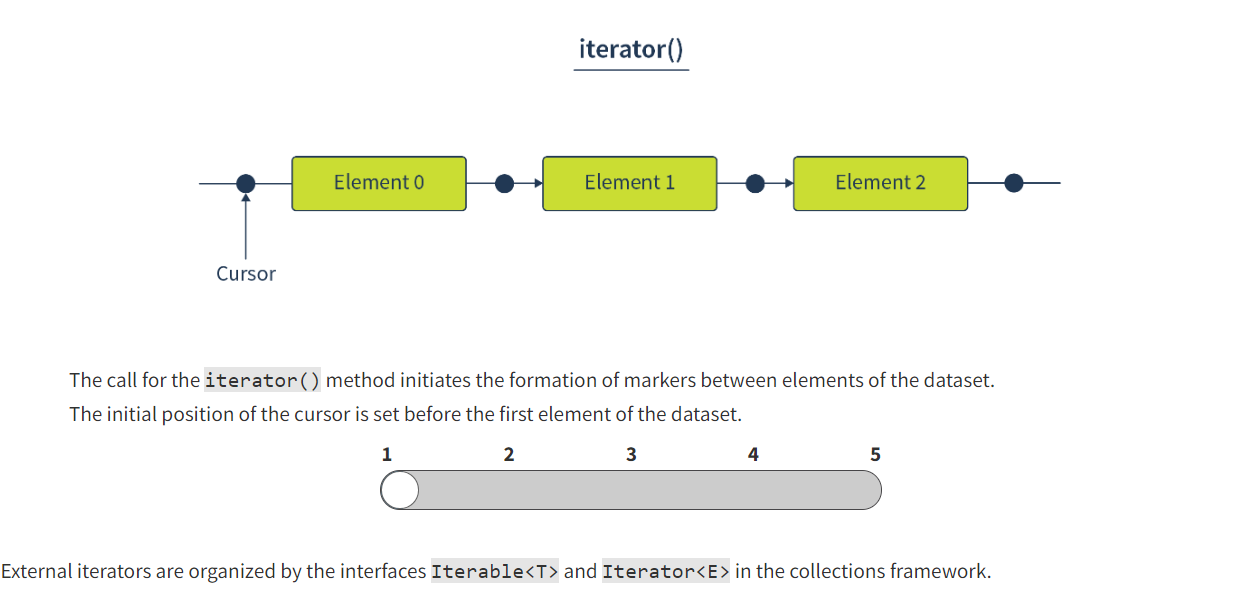 iterator()
Element 0 Element 1 Element 2
Cursor
The call for the iterator() method initiates the formation of markers between elements of the dataset.
The initial position of the cursor is set before the first element of the dataset.
1 2 3 4 5
External iterators are organized by the interfaces Iterable<T> and Iterator<E> in the collections framework.